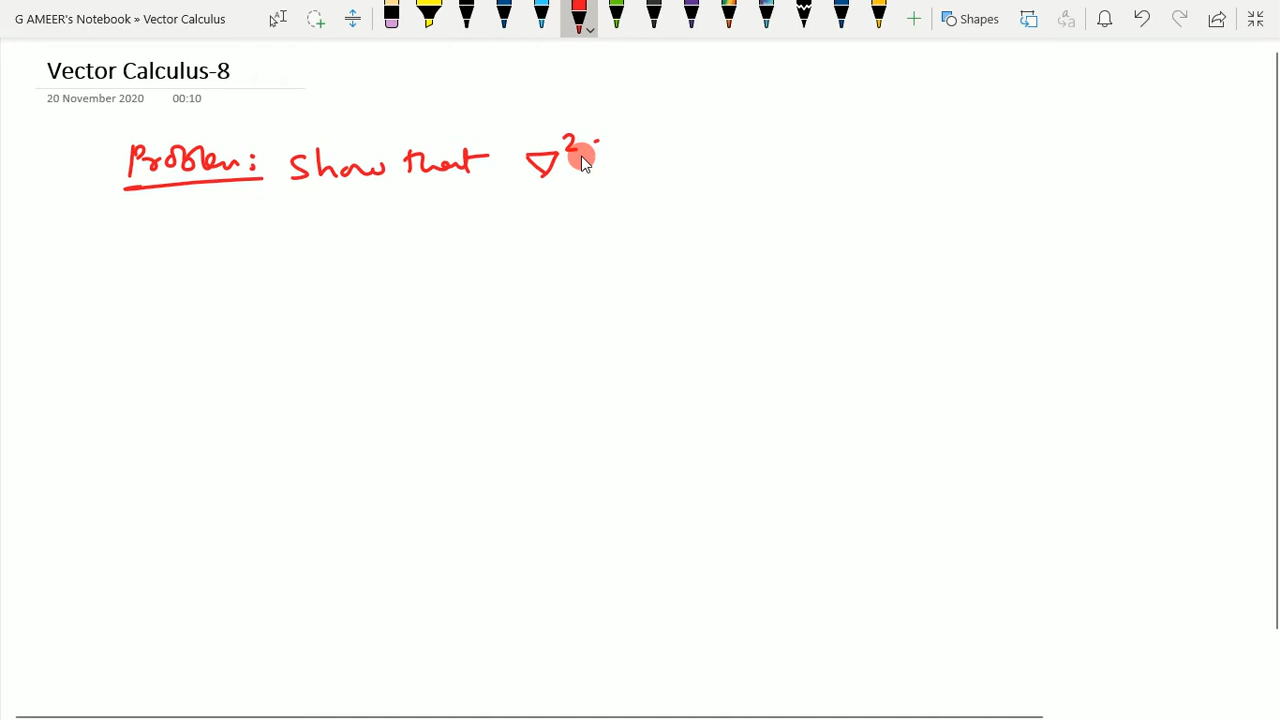 G AMEER's Notebook » Vector Calculus
Shapes
Vector Calculus-8
20 November 2020 00:10
Problem: Show that ∇²